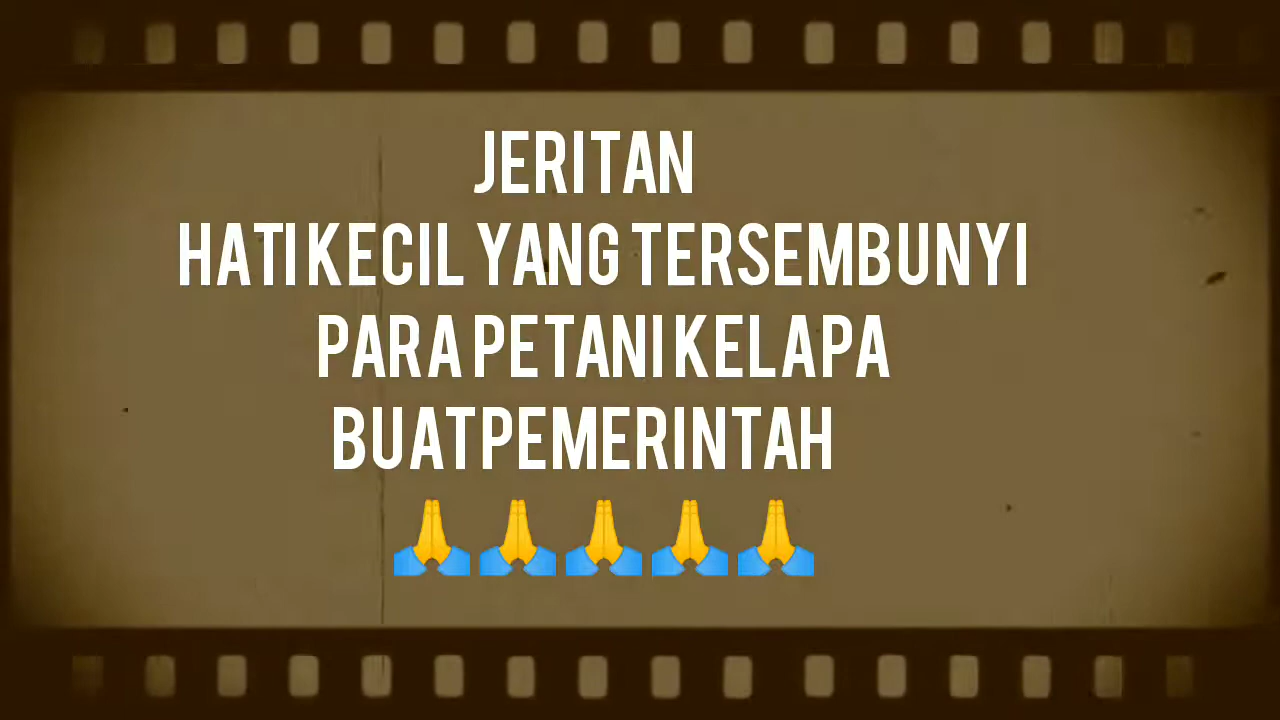 JERITAN
HATI KECIL YANG TERSEMBUNYI
PARA PETANI KELAPA
BUATPEMERINTAH
🙏🙏🙏🙏🙏